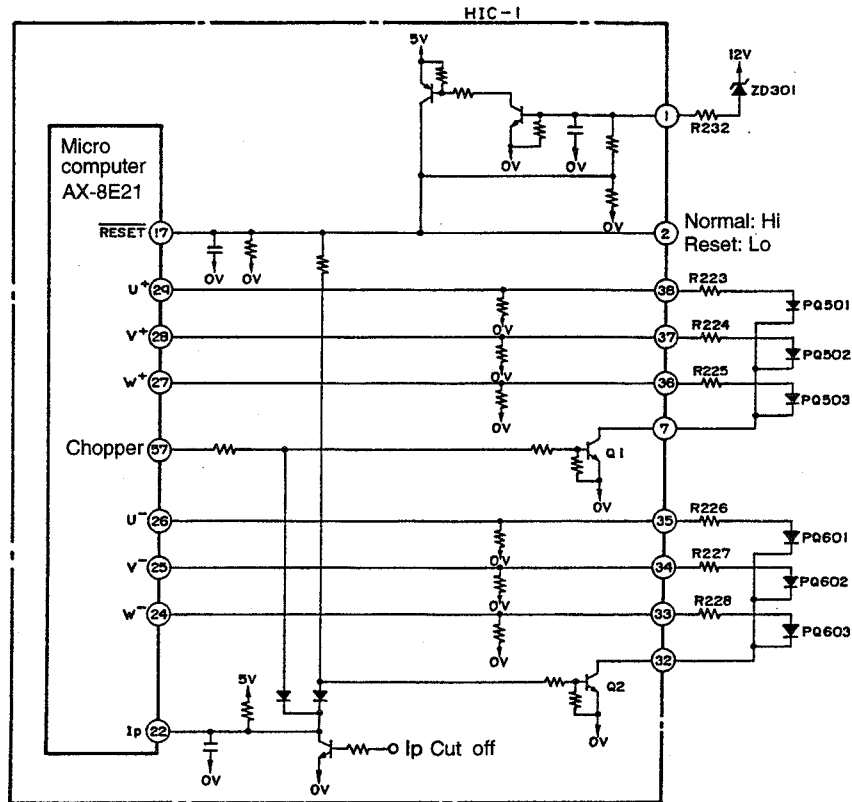 HIC-1
5V
12V
ZD301
1
R232
0V 0V
0V
Micro
computer
AX-8E21
RESET 17
0V 0V
2 Normal: Hi
Reset: Lo
U+ 29
38 R223
PQ501
0V
V+ 28
37 R224
PQ502
0V
W+ 27
36 R225
PQ503
0V
7
Chopper 57
Q1
0V
U- 26
35 R226
PQ601
0V
V- 25
34 R227
PQ602
0V
W- 24
33 R228
PQ603
0V
32
Q2
5V
0V
Ip 22
Ip Cut off
0V 0V